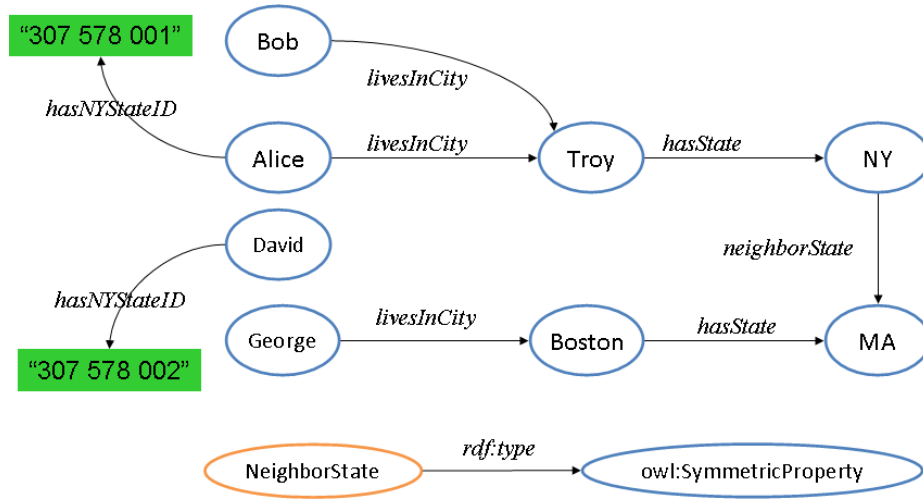 “307 578 001”
Bob
livesInCity
hasNYStateID
Alice
livesInCity
Troy
hasState
NY
David
neighborState
hasNYStateID
George
livesInCity
Boston
hasState
MA
“307 578 002”
NeighborState
rdf:type
owl:SymmetricProperty